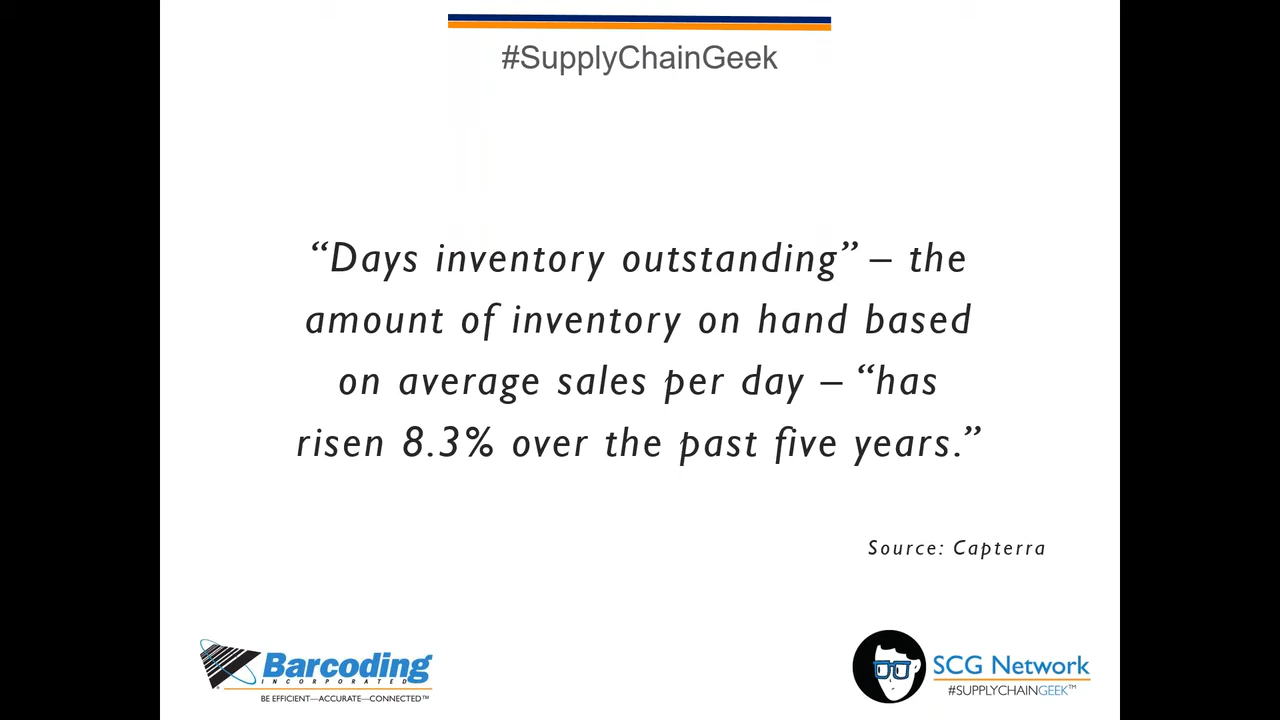 #SupplyChainGeek
“Days inventory outstanding” – the
amount of inventory on hand based
on average sales per day – “has
risen 8.3% over the past five years.”
Source: Capterra
Barcoding
INCORPORATED
BE EFFICIENT—ACCURATE—CONNECTED™
SCG Network
#SUPPLYCHAINGEEK™